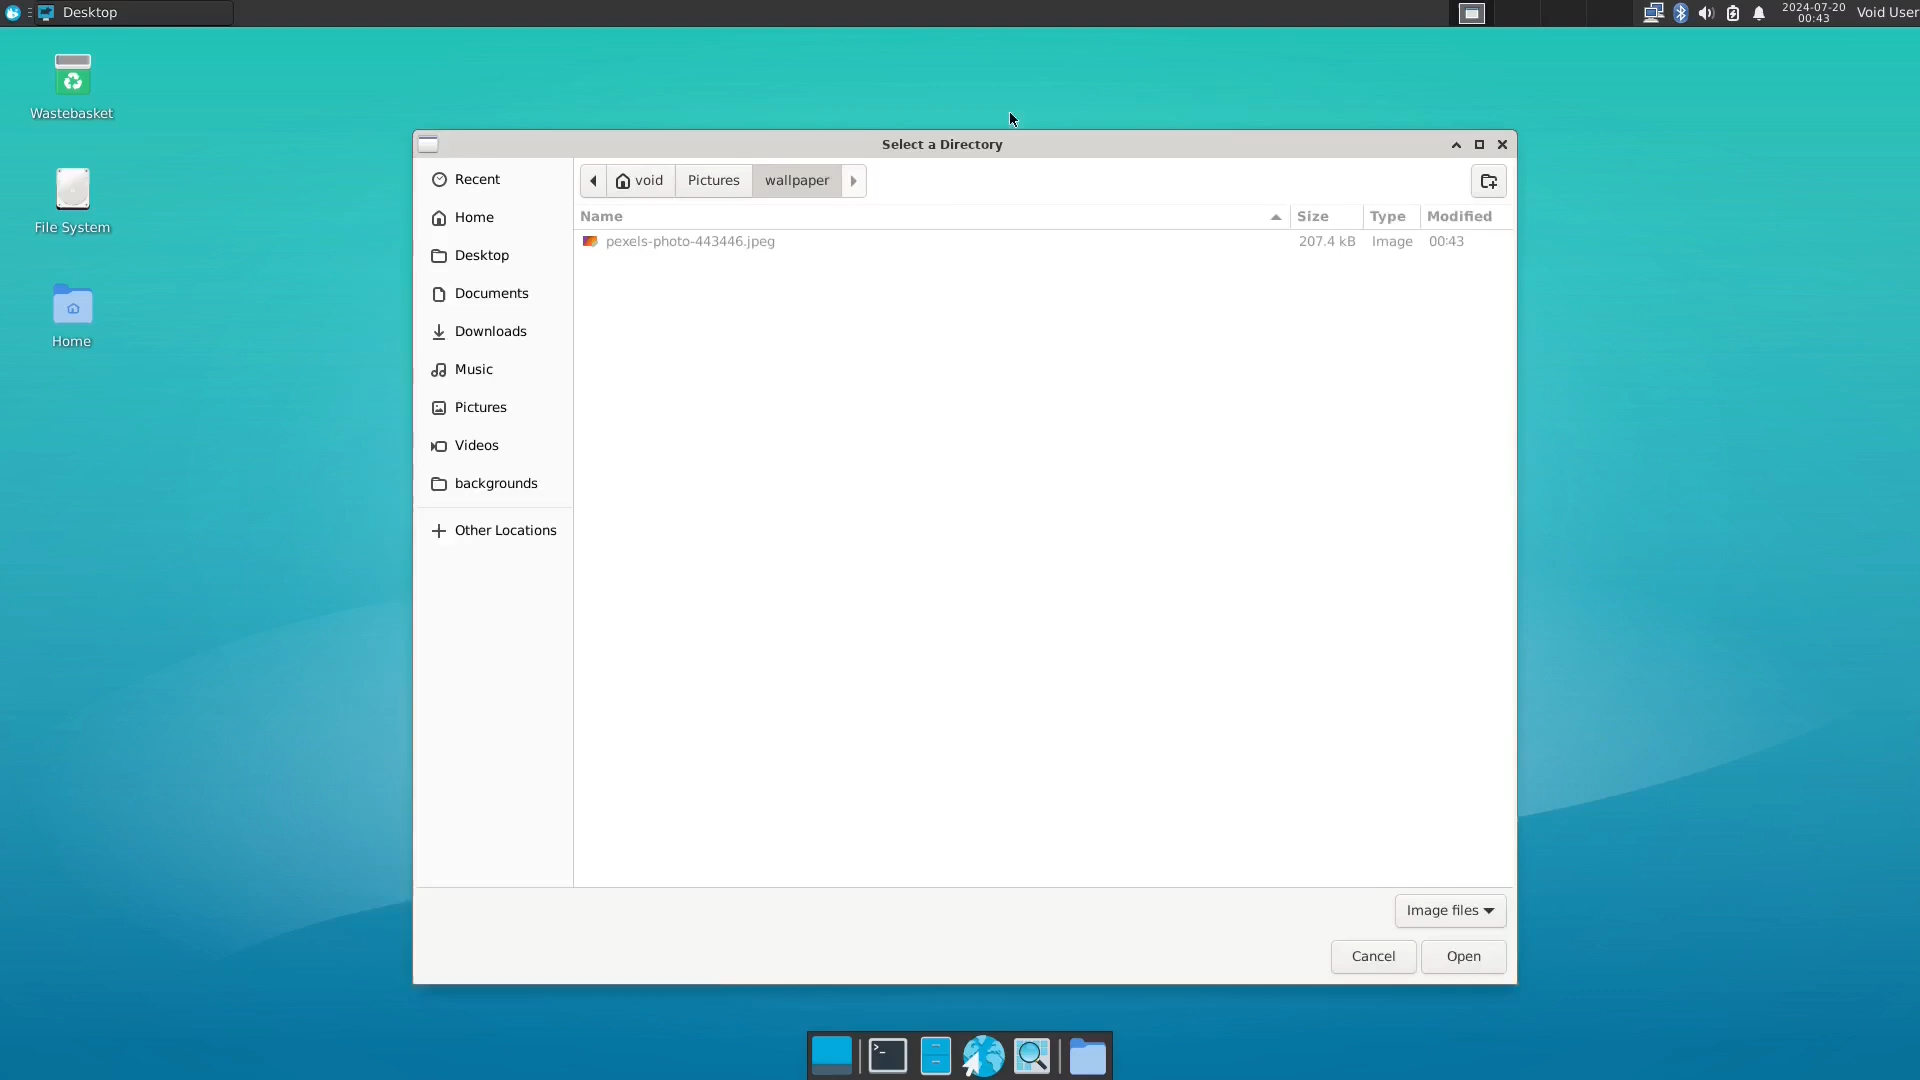 Desktop
2024-07-20
00:43
Void User
Wastebasket
File System
Home
Select a Directory
Recent
Home
Desktop
Documents
Downloads
Music
Pictures
Videos
backgrounds
Other Locations
void Pictures wallpaper
Name Size Type Modified
pexels-photo-443446.jpeg 207.4 kB Image 00:43
Image files
Cancel Open